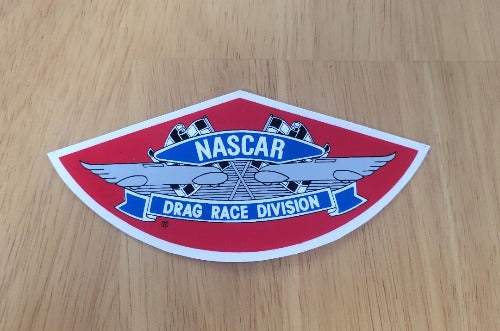 NASCAR
DRAG RACE DIVISION
®